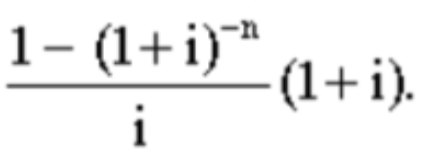 1 – (1+i)⁻ⁿ (1+i).
i